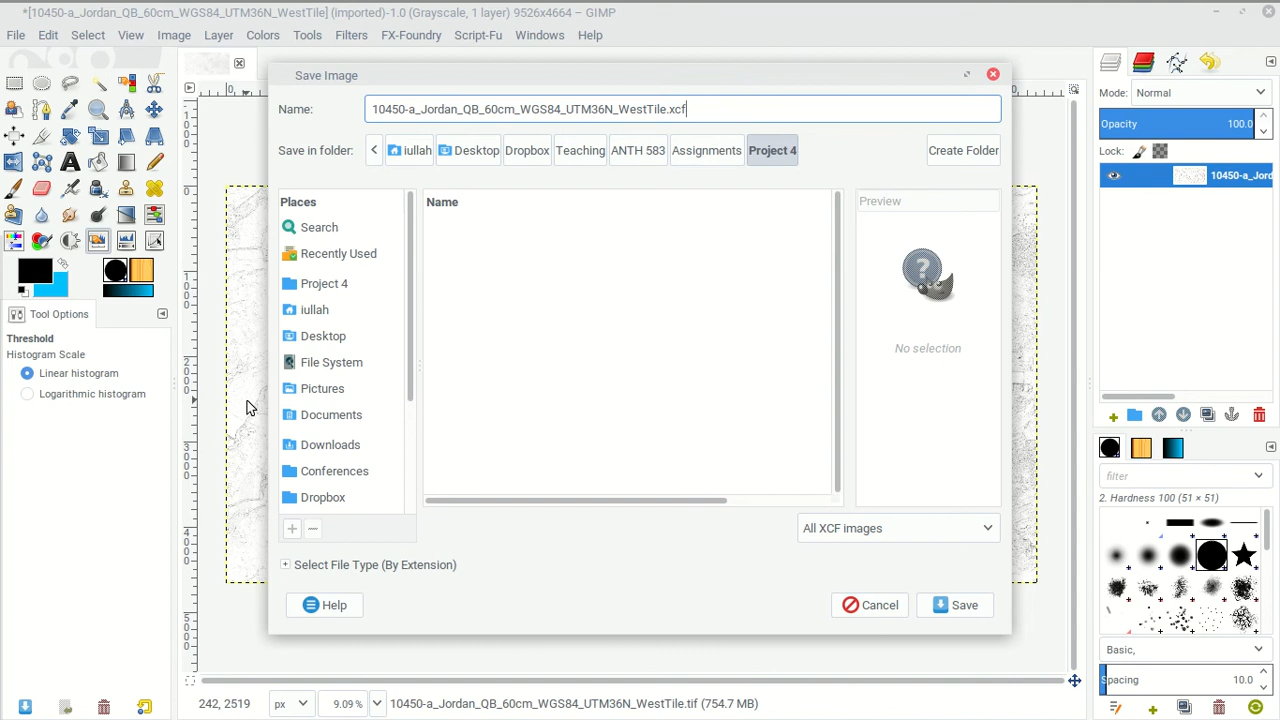 *[10450-a_Jordan_QB_60cm_WGS84_UTM36N_WestTile] (imported)-1.0 (Grayscale, 1 layer) 9526x4664 – GIMP
File Edit Select View Image Layer Colors Tools Filters FX-Foundry Script-Fu Windows Help
Save Image
Name: 10450-a_Jordan_QB_60cm_WGS84_UTM36N_WestTile.xcf
Save in folder: iullah Desktop Dropbox Teaching ANTH 583 Assignments Project 4 Create Folder
Places
Search
Recently Used
Project 4
iullah
Desktop
File System
Pictures
Documents
Downloads
Conferences
Dropbox
Name
Preview
No selection
All XCF images
Select File Type (By Extension)
Help Cancel Save
Tool Options
Threshold
Histogram Scale
Linear histogram
Logarithmic histogram
Mode: Normal
Opacity 100.0
Lock:
10450-a_Jord
filter
2. Hardness 100 (51 × 51)
Basic,
Spacing 10.0
242, 2519 px 9.09 % 10450-a_Jordan_QB_60cm_WGS84_UTM36N_WestTile.tif (754.7 MB)